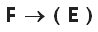 F → ( E )